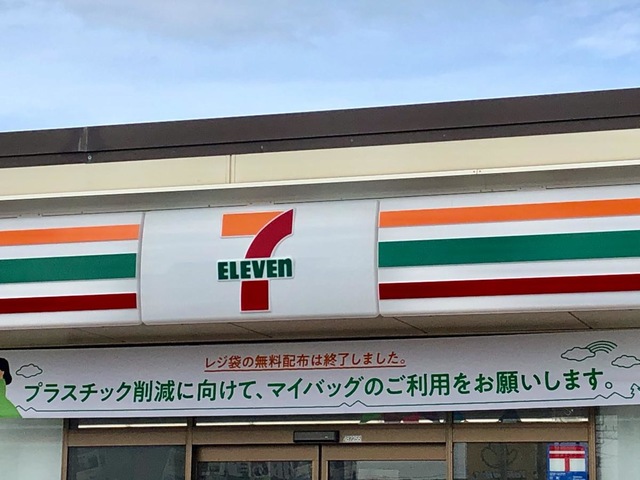 7
ELEVEn
レジ袋の無料配布は終了しました。
プラスチック削減に向けて、マイバッグのご利用をお願いします。